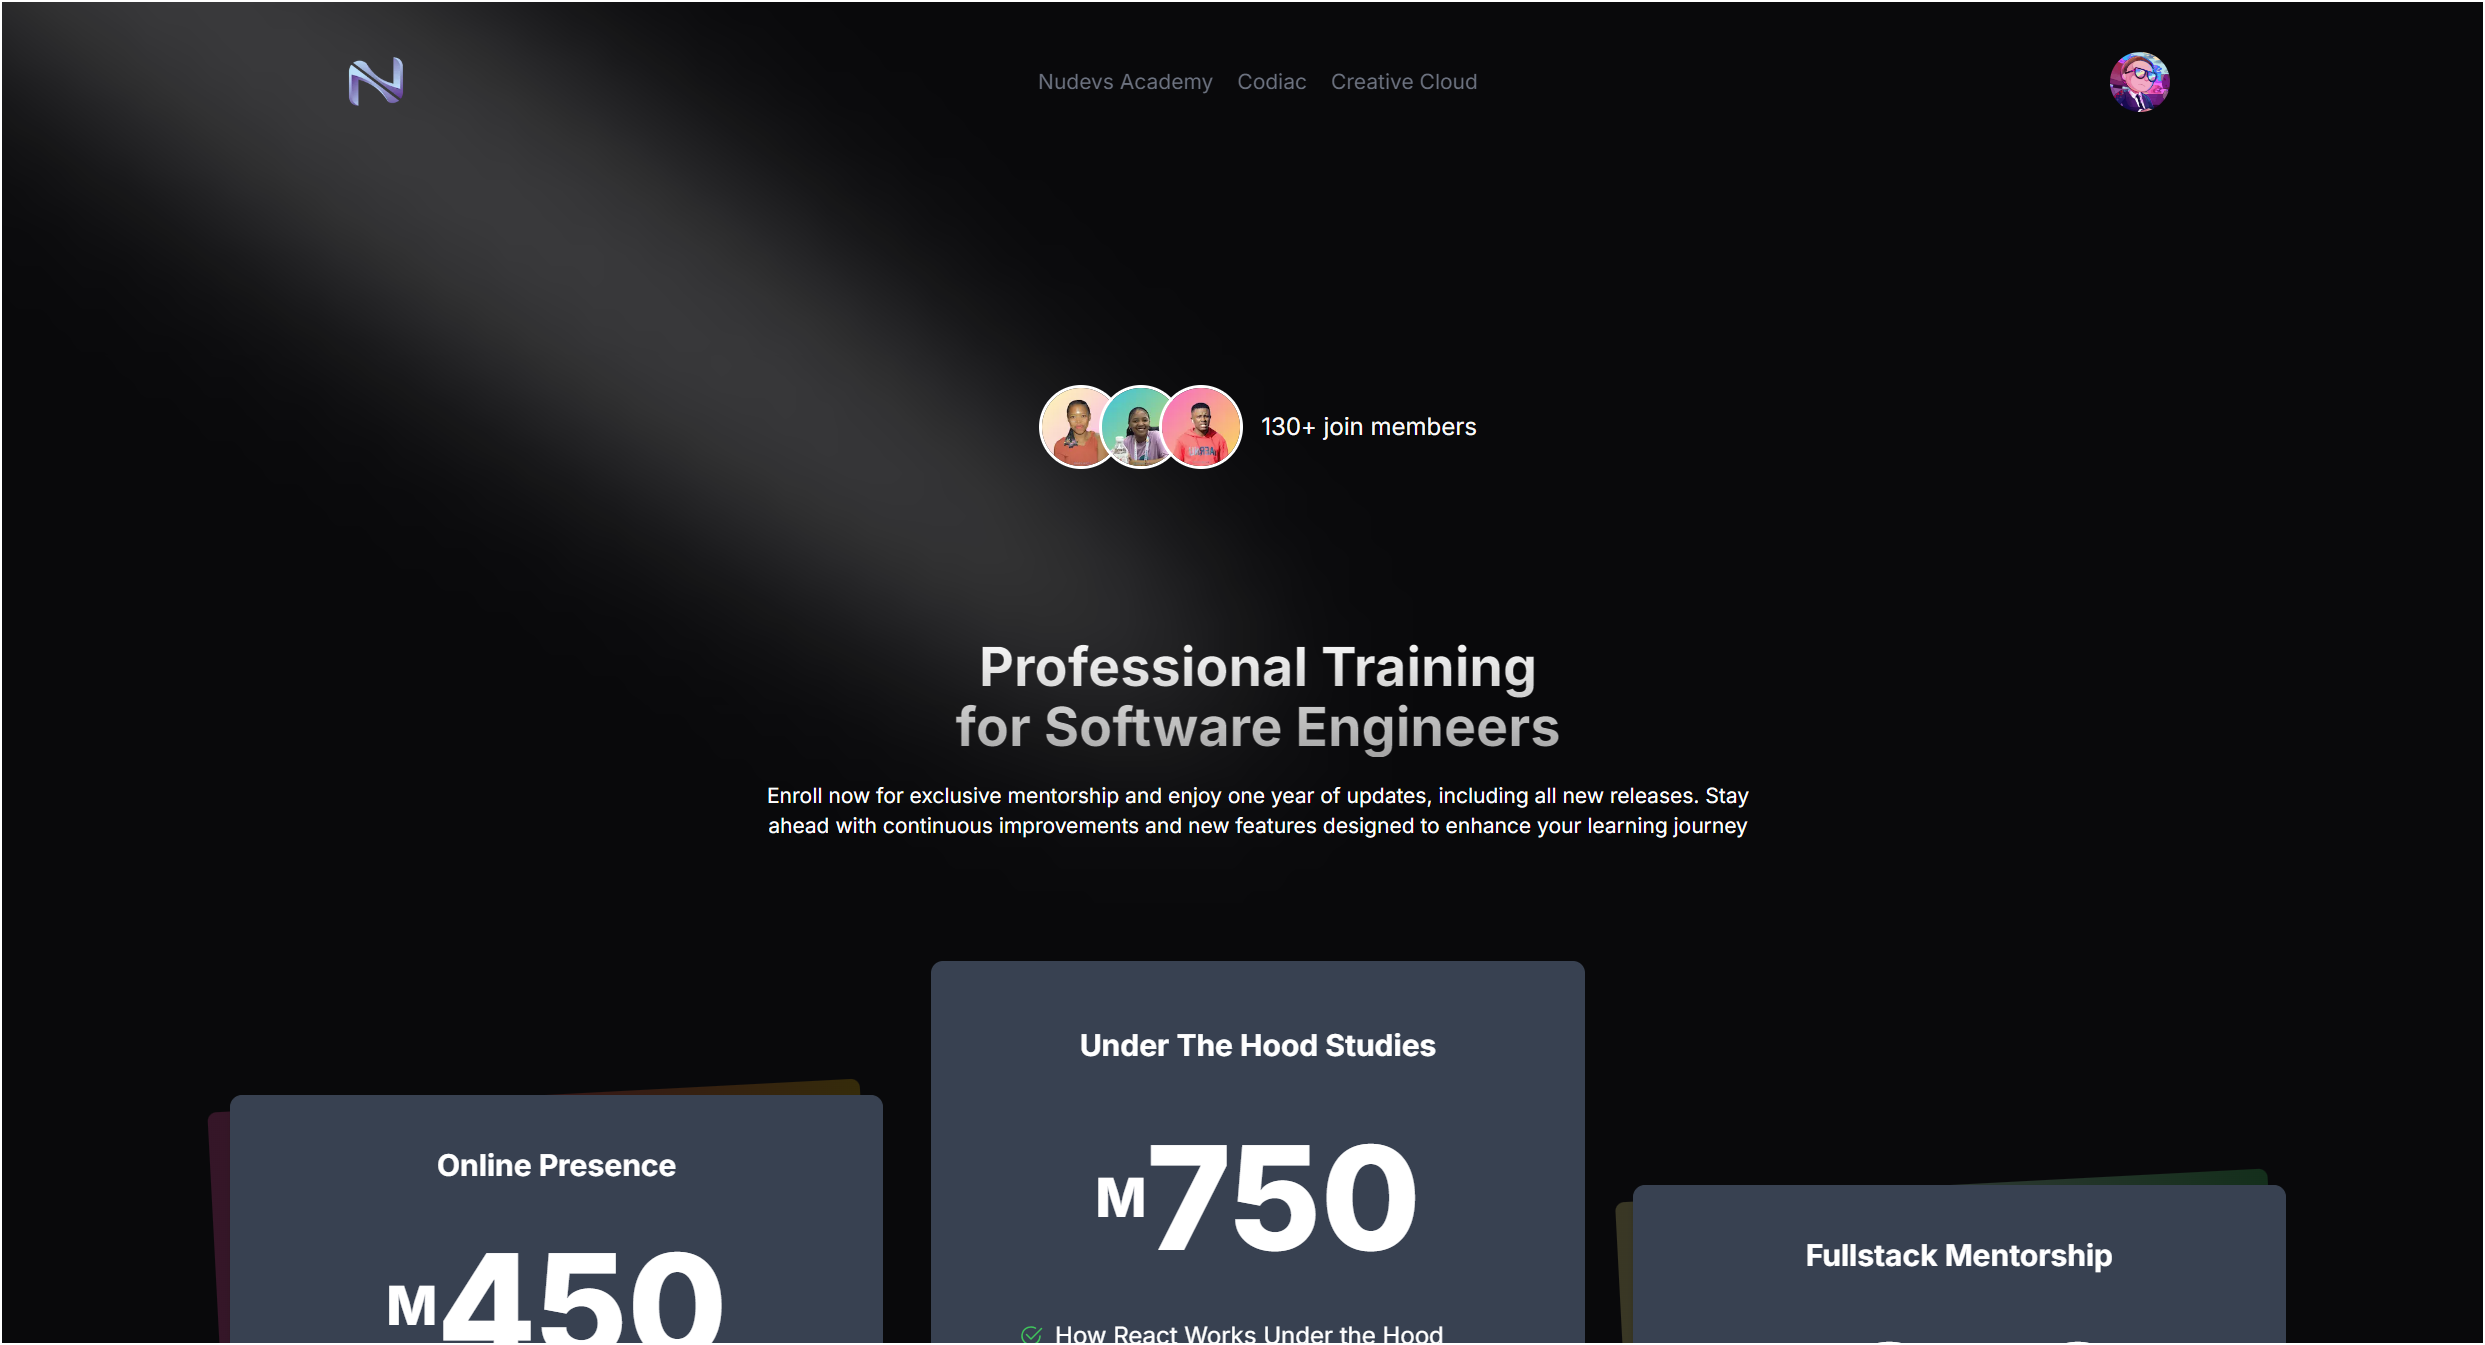 Nudevs Academy Codiac Creative Cloud
130+ join members
Professional Training
for Software Engineers
Enroll now for exclusive mentorship and enjoy one year of updates, including all new releases. Stay
ahead with continuous improvements and new features designed to enhance your learning journey
Online Presence
M450
Under The Hood Studies
M750
How React Works Under the Hood
Fullstack Mentorship